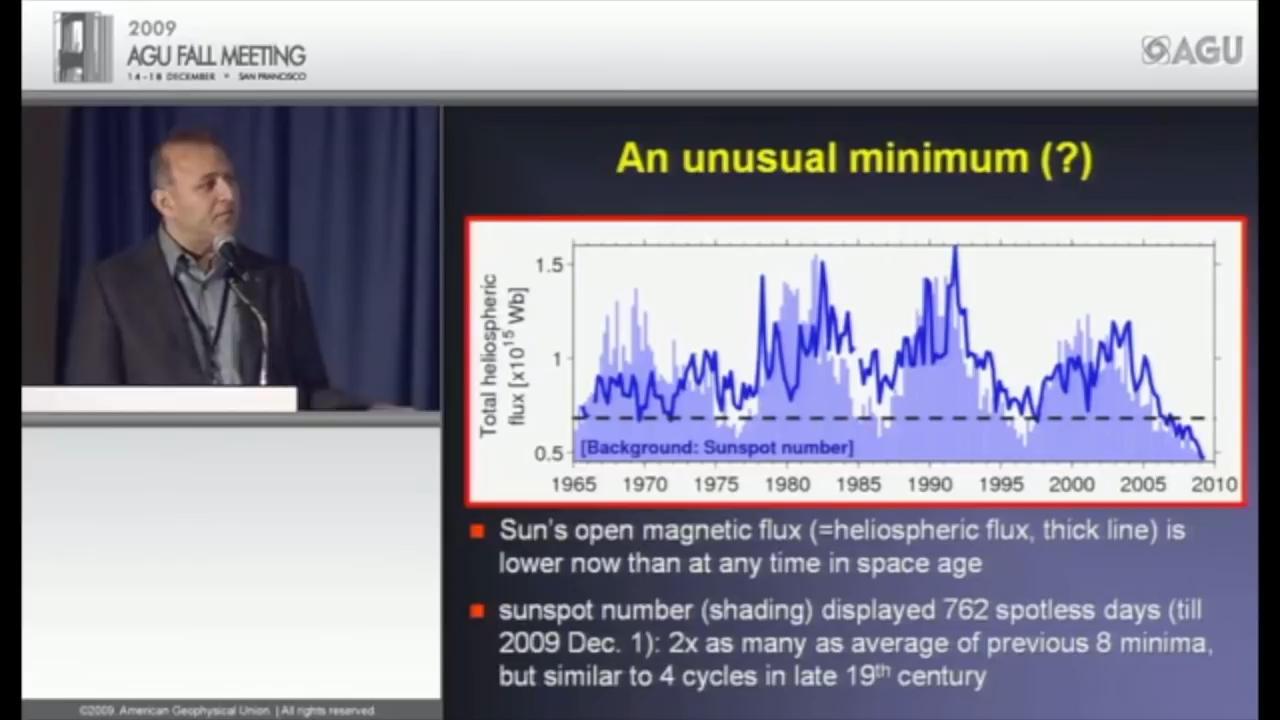 2009
AGU FALL MEETING
14-18 DECEMBER • SAN FRANCISCO
AGU
An unusual minimum (?)
Total heliospheric
flux [x10¹⁵ Wb]
1.5
1
0.5
[Background: Sunspot number]
1965 1970 1975 1980 1985 1990 1995 2000 2005 2010
Sun's open magnetic flux (=heliospheric flux, thick line) is
lower now than at any time in space age
sunspot number (shading) displayed 762 spotless days (till
2009 Dec. 1): 2x as many as average of previous 8 minima,
but similar to 4 cycles in late 19th century
©2009. American Geophysical Union. | All rights reserved.